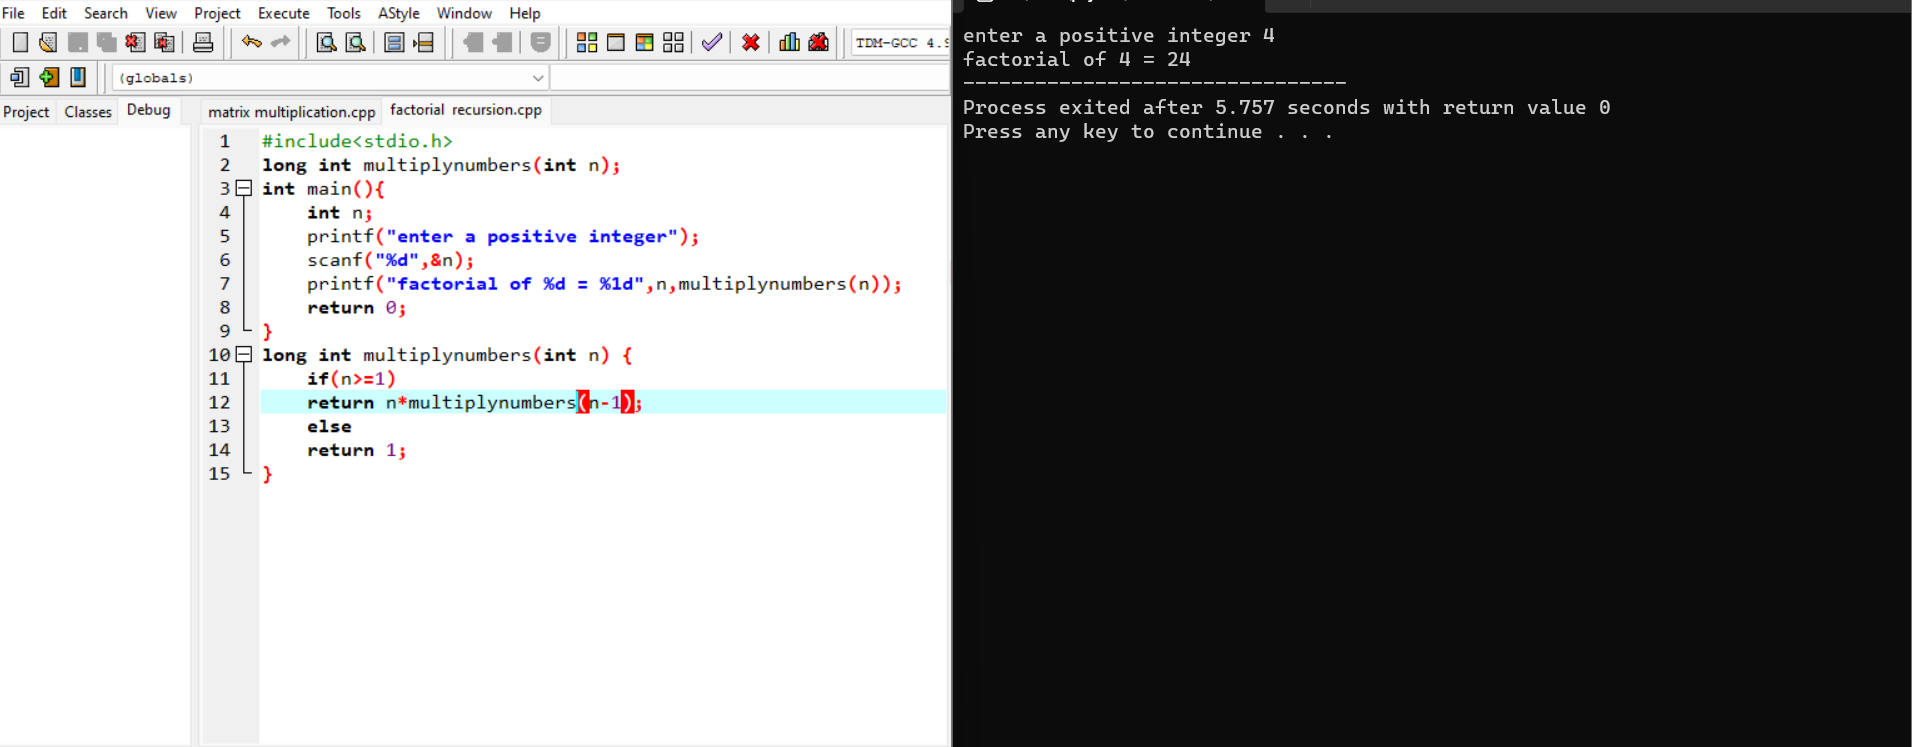 File Edit Search View Project Execute Tools AStyle Window Help
TDM-GCC 4.9
(globals)
Project Classes Debug
matrix multiplication.cpp factorial recursion.cpp
1 #include<stdio.h>
2 long int multiplynumbers(int n);
3 int main(){
4 int n;
5 printf("enter a positive integer");
6 scanf("%d",&n);
7 printf("factorial of %d = %ld",n,multiplynumbers(n));
8 return 0;
9 }
10 long int multiplynumbers(int n) {
11 if(n>=1)
12 return n*multiplynumbers(n-1);
13 else
14 return 1;
15 }
enter a positive integer 4
factorial of 4 = 24
--------------------------------
Process exited after 5.757 seconds with return value 0
Press any key to continue . . .